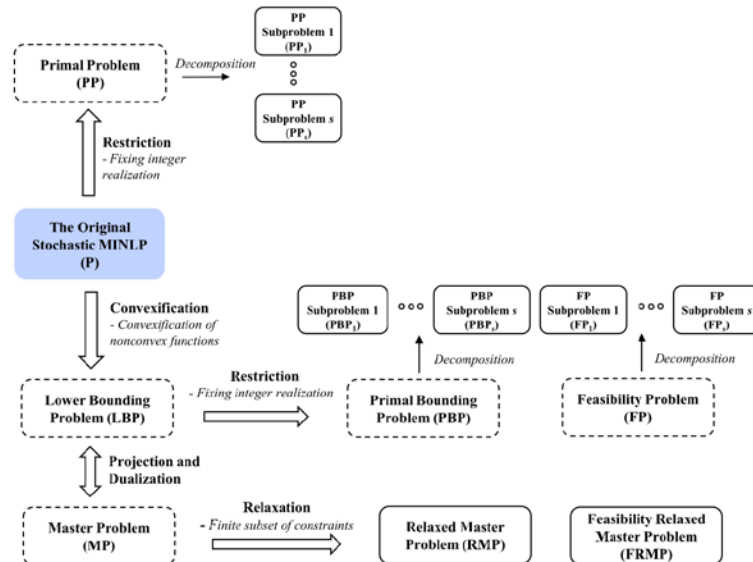 PP
Subproblem 1
(PP1)
Primal Problem
(PP)
Decomposition
PP
Subproblem s
(PPs)
Restriction
- Fixing integer
realization
The Original
Stochastic MINLP
(P)
Convexification
- Convexification of
nonconvex functions
PBP
Subproblem 1
(PBP1)
PBP
Subproblem s
(PBPs)
FP
Subproblem 1
(FP1)
FP
Subproblem s
(FPs)
Decomposition
Decomposition
Lower Bounding
Problem (LBP)
Restriction
- Fixing integer realization
Primal Bounding
Problem (PBP)
Feasibility Problem
(FP)
Projection and
Dualization
Master Problem
(MP)
Relaxation
- Finite subset of constraints
Relaxed Master
Problem (RMP)
Feasibility Relaxed
Master Problem
(FRMP)